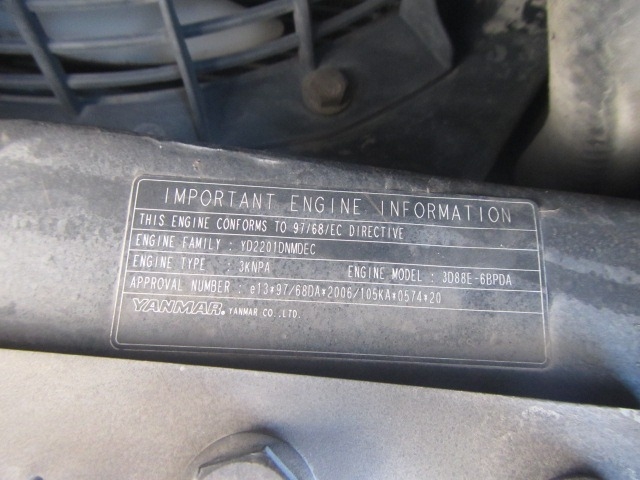 IMPORTANT ENGINE INFORMATION
THIS ENGINE CONFORMS TO 97/68/EC DIRECTIVE
ENGINE FAMILY : YD2201DNMDEC
ENGINE TYPE : 3KNPA ENGINE MODEL : 3D88E-6BPDA
APPROVAL NUMBER : e13*97/68DA*2006/105KA*0574*20
YANMAR. YANMAR CO.,LTD.